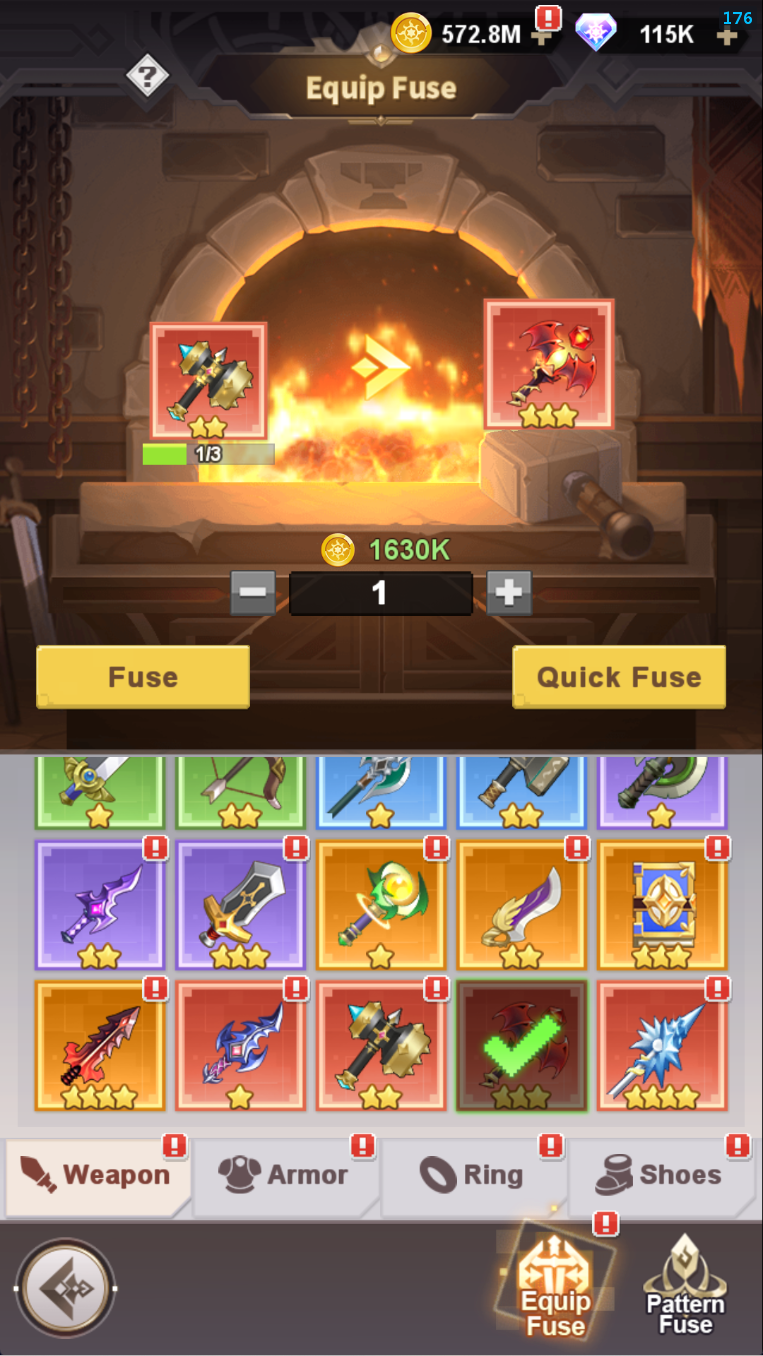 176
572.8M
115K
?
Equip Fuse
1/3
1630K
1
Fuse
Quick Fuse
Weapon
Armor
Ring
Shoes
Equip
Fuse
Pattern
Fuse